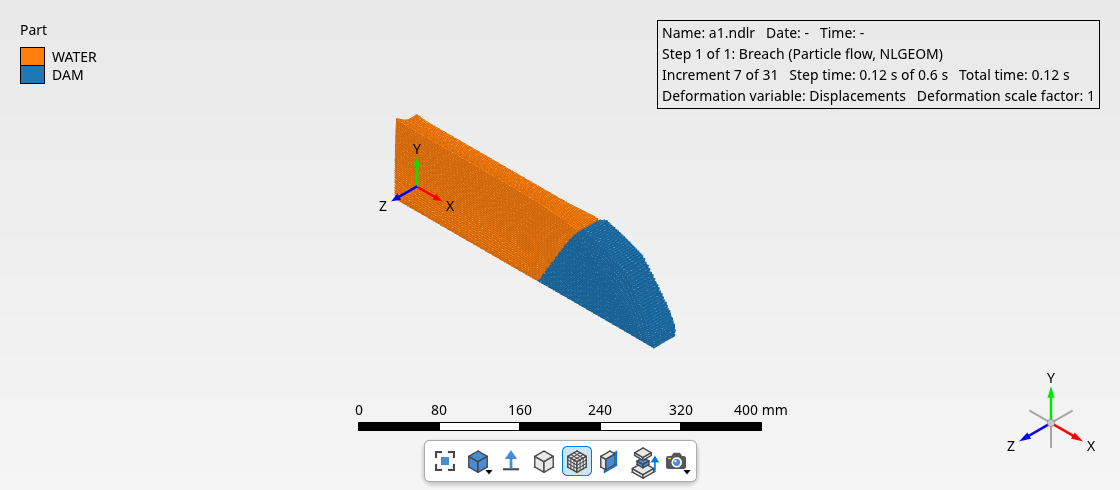 Part
WATER
DAM
Name: a1.ndlr   Date: -   Time: -
Step 1 of 1: Breach (Particle flow, NLGEOM)
Increment 7 of 31   Step time: 0.12 s of 0.6 s   Total time: 0.12 s
Deformation variable: Displacements   Deformation scale factor: 1
Y
Z X
0 80 160 240 320 400 mm
Y
Z X